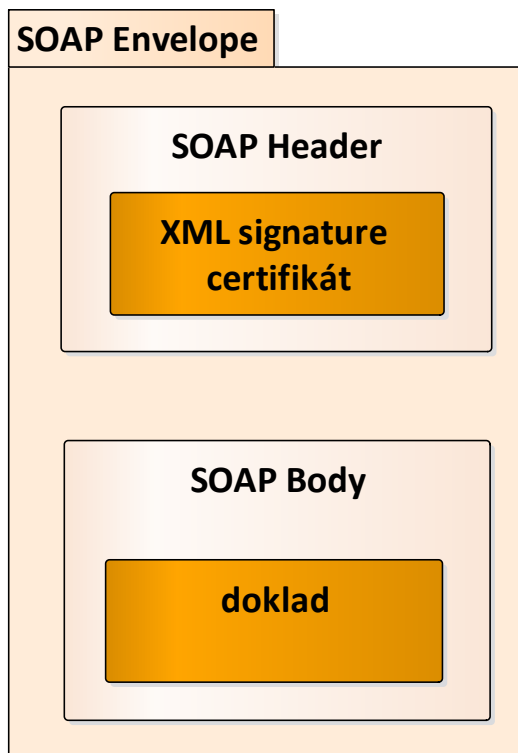 SOAP Envelope
SOAP Header
XML signature
certifikát
SOAP Body
doklad